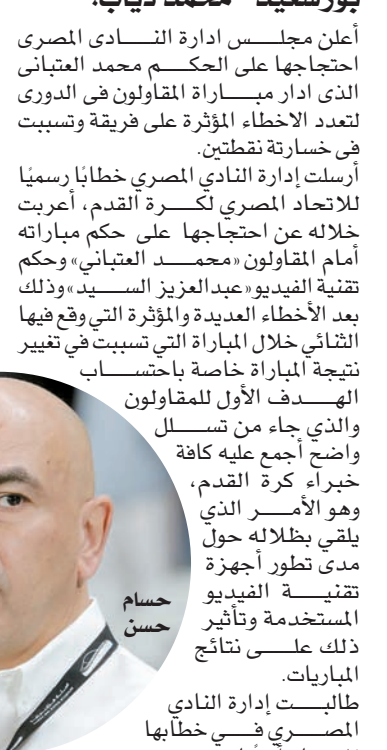 بورسعيد - محمد دياب:
أعلن مجلس ادارة النادى المصرى
احتجاجها على الحكم محمد العتبانى
الذى ادار مباراة المقاولون فى الدورى
لتعدد الاخطاء المؤثرة على فريقة وتسببت
فى خسارتة نقطتين.
أرسلت إدارة النادي المصري خطابًا رسميًا
للاتحاد المصري لكرة القدم، أعربت
خلاله عن احتجاجها على حكم مباراته
أمام المقاولون «محمد العتباني» وحكم
تقنية الفيديو «عبدالعزيز السيد» وذلك
بعد الأخطاء العديدة والمؤثرة التي وقع فيها
الثنائي خلال المباراة التي تسببت في تغيير
نتيجة المباراة خاصة باحتساب
الهدف الأول للمقاولون
والذي جاء من تسلل
واضح أجمع عليه كافة
خبراء كرة القدم،
وهو الأمر الذي
يلقي بظلاله حول
مدى تطور أجهزة
تقنية الفيديو
المستخدمة وتأثير
ذلك على نتائج
المباريات.
طالبت إدارة النادي
المصري في خطابها
حسام
حسن